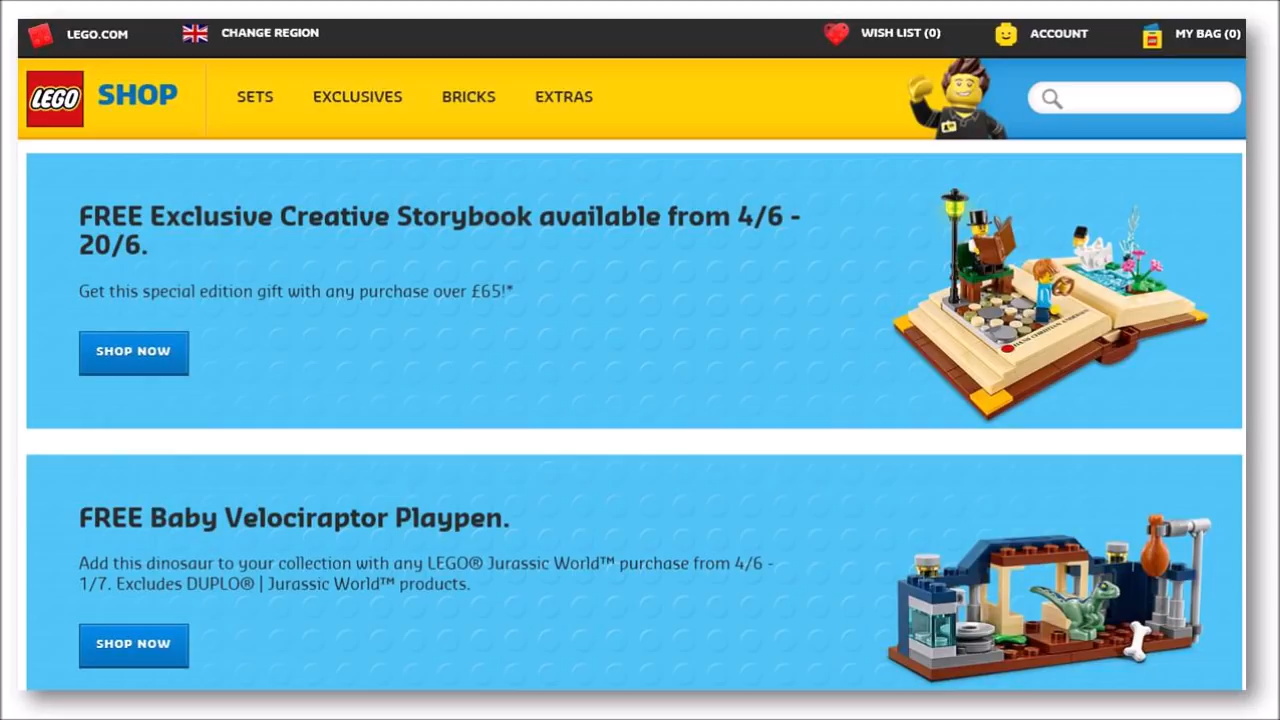 LEGO.COM
CHANGE REGION
WISH LIST (0)
ACCOUNT
MY BAG (0)
LEGO
SHOP
SETS
EXCLUSIVES
BRICKS
EXTRAS
FREE Exclusive Creative Storybook available from 4/6 -
20/6.
Get this special edition gift with any purchase over £65!*
SHOP NOW
HANS CHRISTIAN ANDERSEN
FREE Baby Velociraptor Playpen.
Add this dinosaur to your collection with any LEGO® Jurassic World™ purchase from 4/6 -
1/7. Excludes DUPLO® | Jurassic World™ products.
SHOP NOW